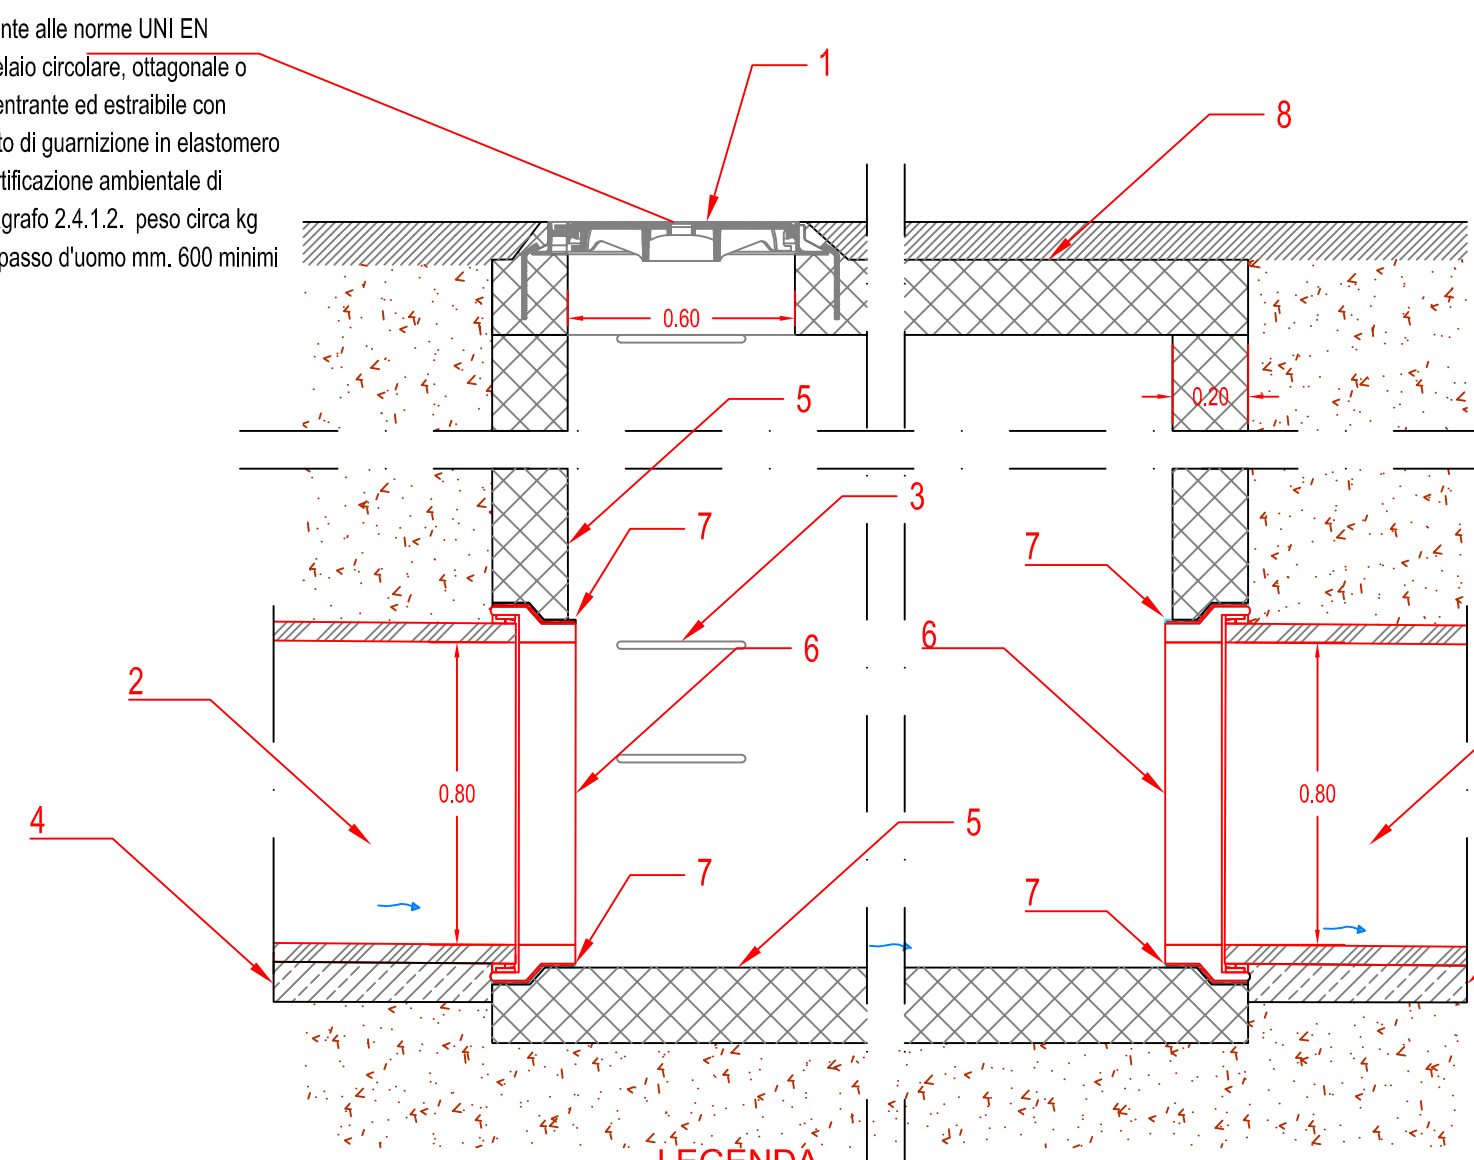 nte alle norme UNI EN
elaio circolare, ottagonale o
entrante ed estraibile con
to di guarnizione in elastomero
rtificazione ambientale di
grafo 2.4.1.2. peso circa kg
passo d'uomo mm. 600 minimi
1
8
0.60
5
0.20
3
7
7
6
6
2
0.80
0.80
4
5
7
7
LEGENDA